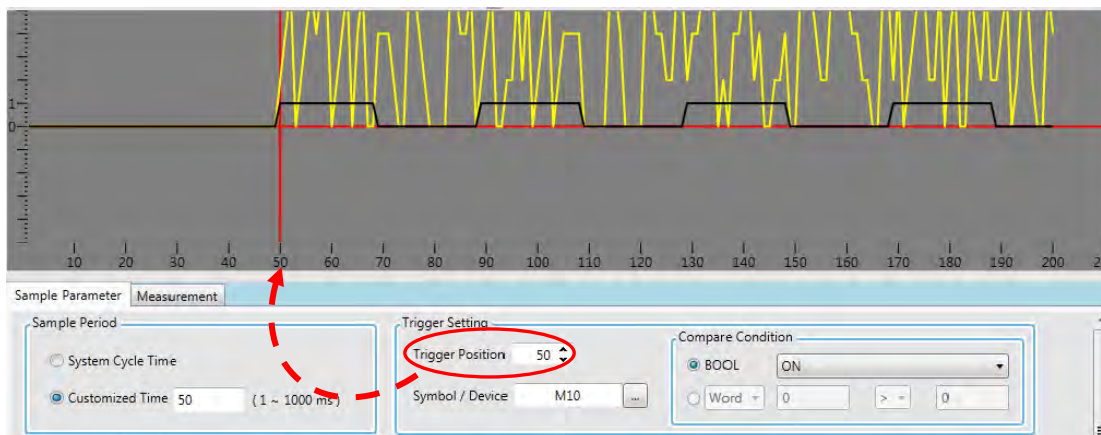 1
0
10 20 30 40 50 60 70 80 90 100 110 120 130 140 150 160 170 180 190 200 2
Sample Parameter Measurement
Sample Period
System Cycle Time
Customized Time 50 ( 1 ~ 1000 ms )
Trigger Setting
Trigger Position 50
Symbol / Device M10 ...
Compare Condition
BOOL ON
Word 0 > 0